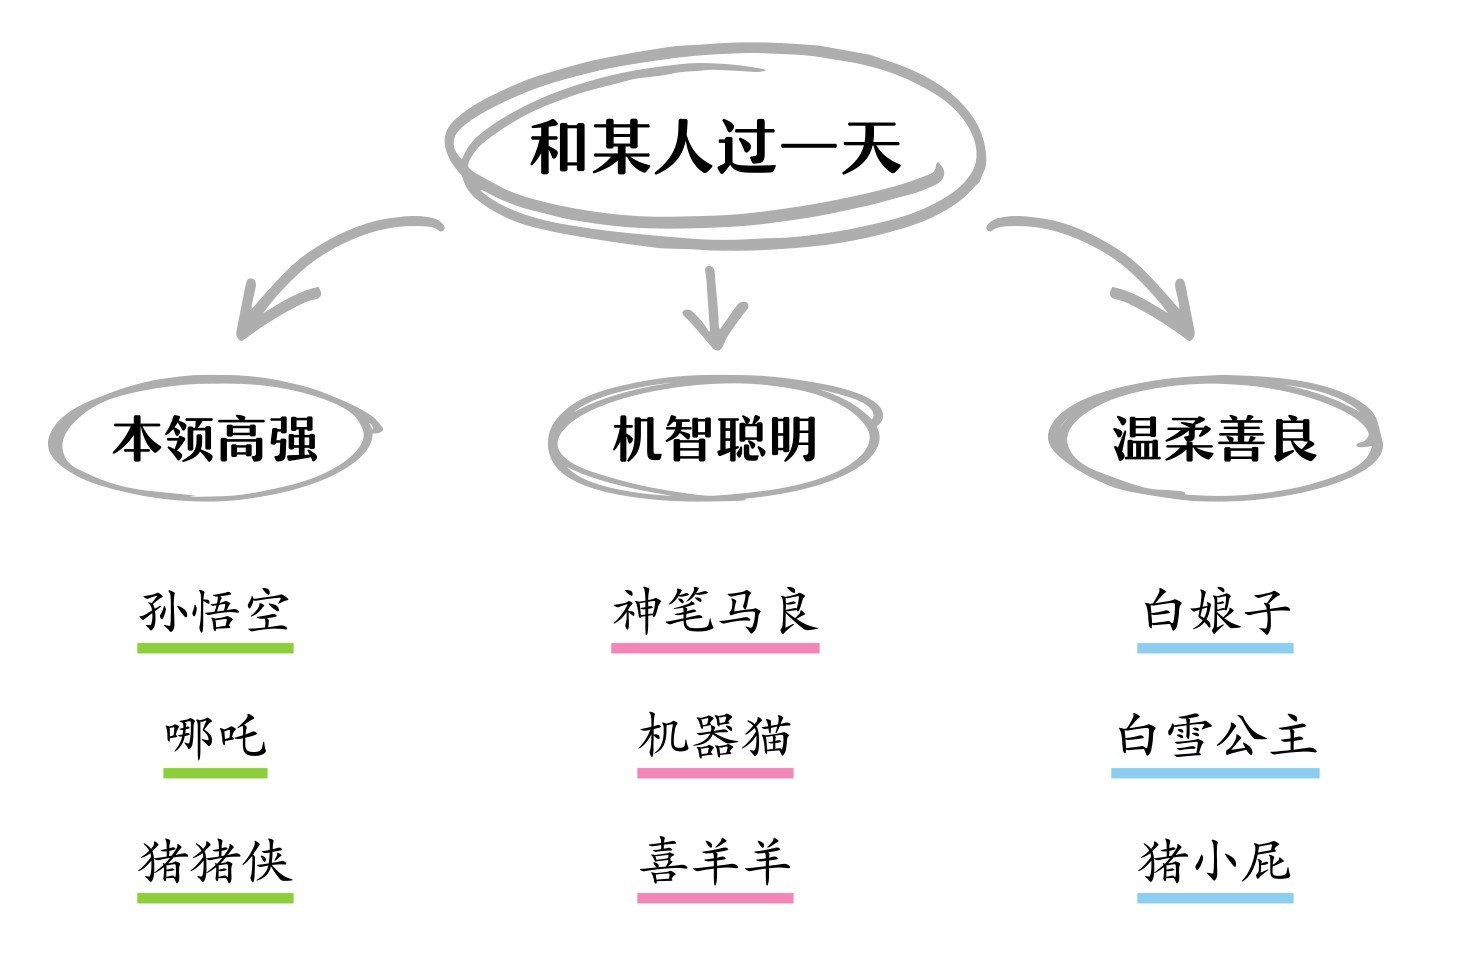 和某人过一天
本领高强
机智聪明
温柔善良
孙悟空
神笔马良
白娘子
哪吒
机器猫
白雪公主
猪猪侠
喜羊羊
猪小屁